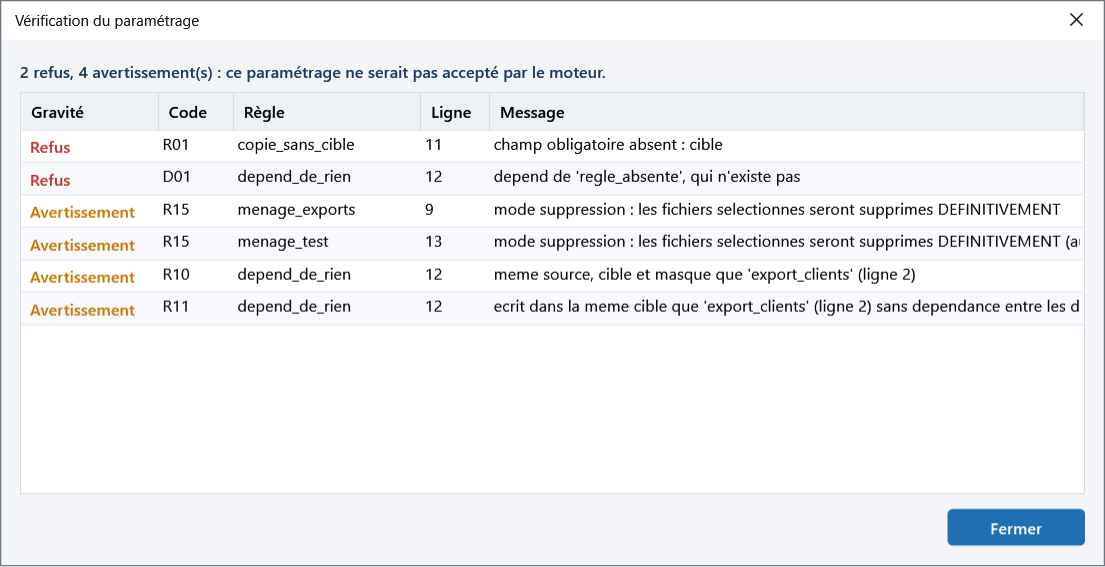 Vérification du paramétrage
2 refus, 4 avertissement(s) : ce paramétrage ne serait pas accepté par le moteur.
Gravité Code Règle Ligne Message
Refus R01 copie_sans_cible 11 champ obligatoire absent : cible
Refus D01 depend_de_rien 12 depend de 'regle_absente', qui n'existe pas
Avertissement R15 menage_exports 9 mode suppression : les fichiers selectionnes seront supprimes DEFINITIVEMENT
Avertissement R15 menage_test 13 mode suppression : les fichiers selectionnes seront supprimes DEFINITIVEMENT
Avertissement R10 depend_de_rien 12 meme source, cible et masque que 'export_clients' (ligne 2)
Avertissement R11 depend_de_rien 12 ecrit dans la meme cible que 'export_clients' (ligne 2) sans dependance entre les d
Fermer